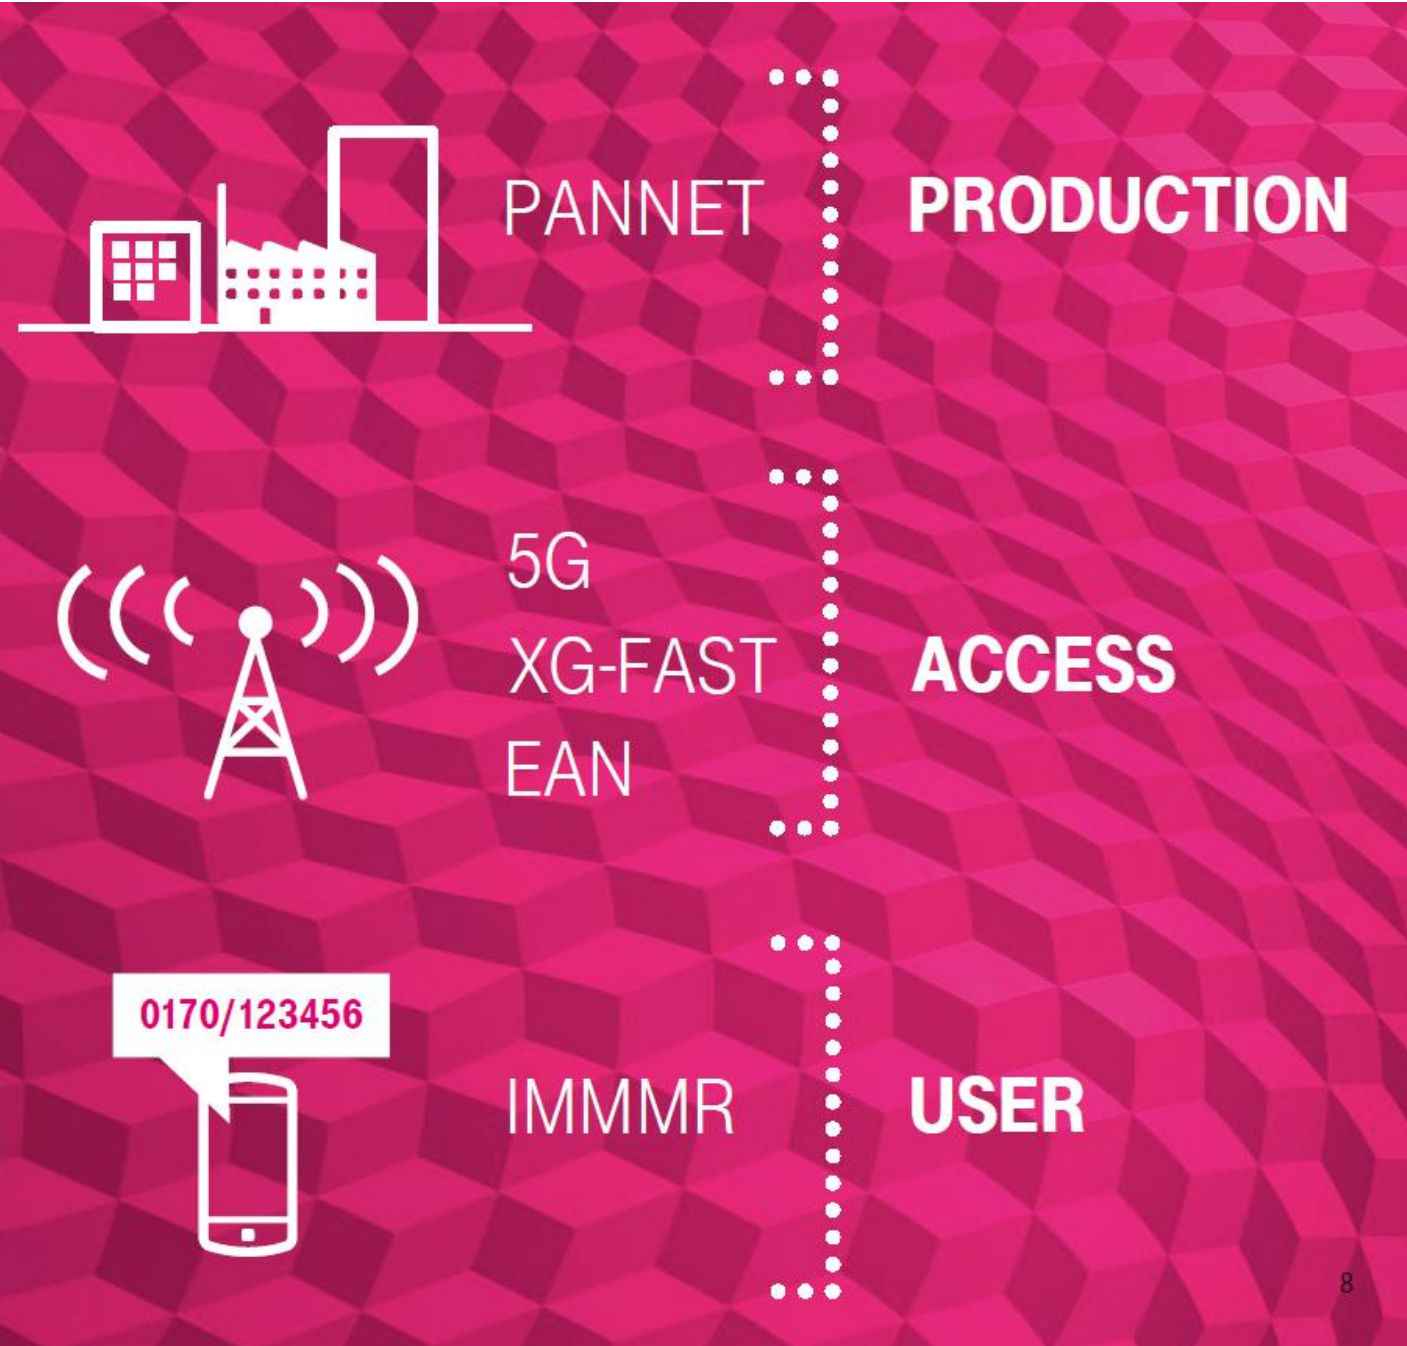 PANNET
PRODUCTION
5G
XG-FAST
EAN
ACCESS
0170/123456
IMMMR
USER
8